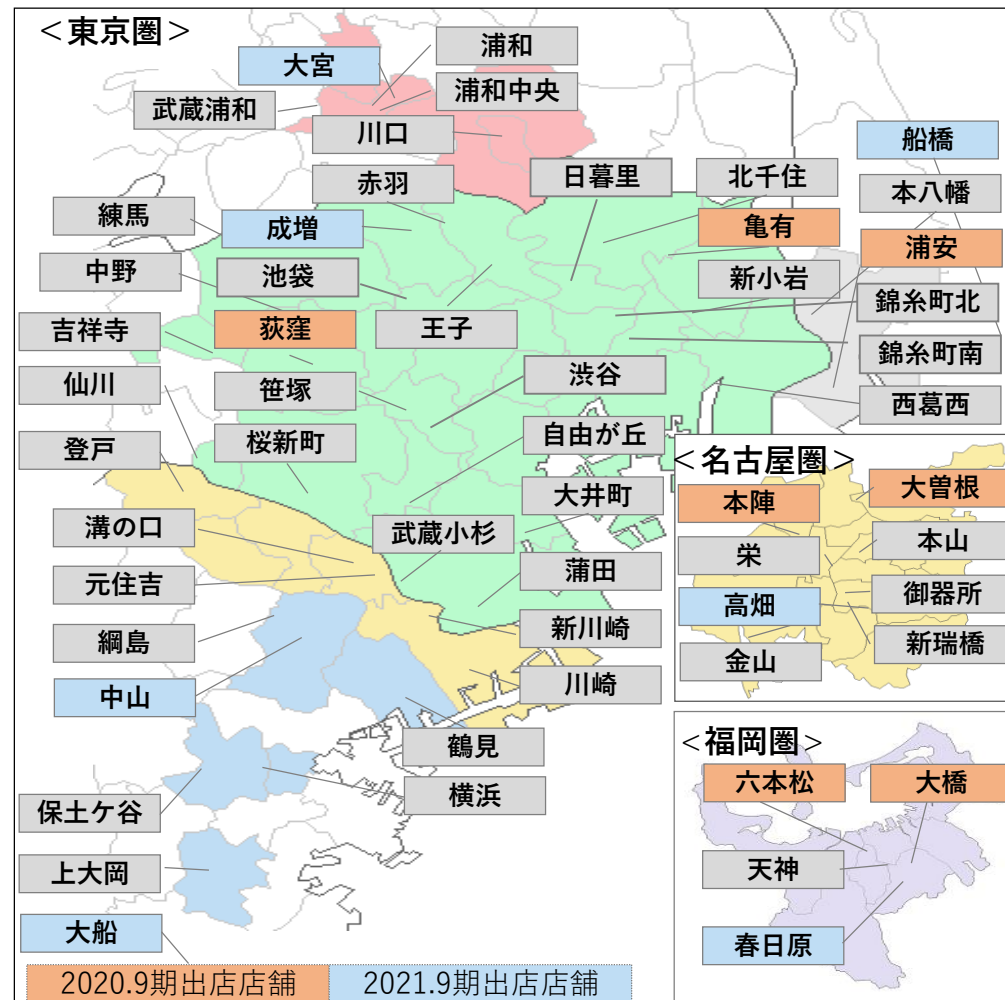 ＜東京圏＞
浦和
大宮
浦和中央
武蔵浦和
川口
船橋
赤羽
日暮里
北千住
本八幡
練馬
成増
亀有
浦安
中野
池袋
新小岩
錦糸町北
吉祥寺
荻窪
王子
錦糸町南
仙川
笹塚
渋谷
西葛西
登戸
桜新町
自由が丘
大井町
溝の口
武蔵小杉
元住吉
蒲田
綱島
新川崎
中山
川崎
鶴見
保土ケ谷
横浜
上大岡
大船
＜名古屋圏＞
本陣
大曽根
栄
本山
高畑
御器所
金山
新瑞橋
＜福岡圏＞
六本松
大橋
天神
春日原
2020.9期出店店舗
2021.9期出店店舗